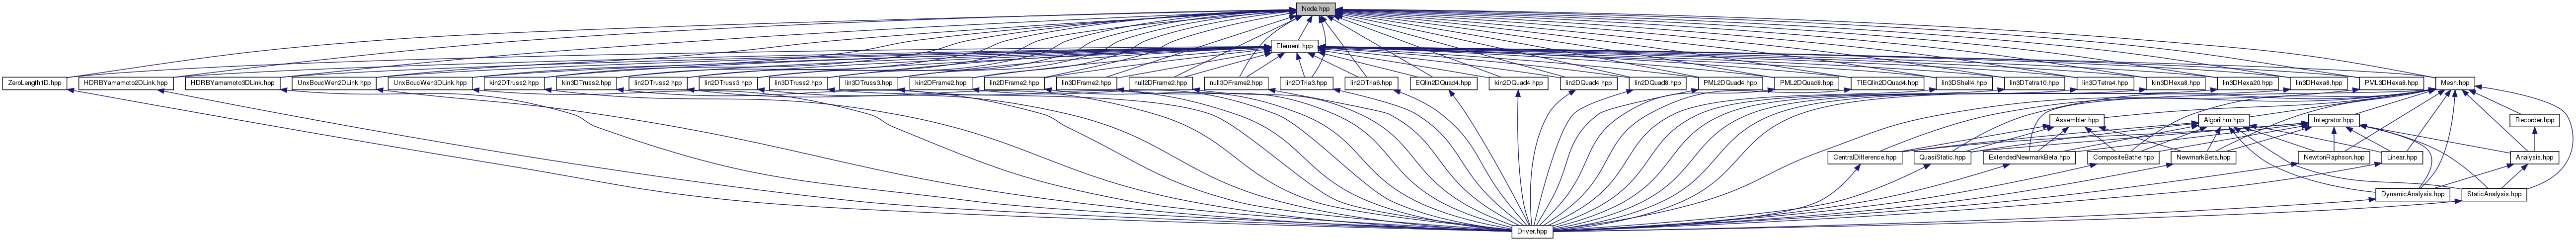 Node.hpp
Element.hpp
ZeroLength1D.hpp
HDRBYamamoto2DLink.hpp
HDRBYamamoto3DLink.hpp
UnxBoucWen2DLink.hpp
UnxBoucWen3DLink.hpp
kin2DTruss2.hpp
kin3DTruss2.hpp
lin2DTruss2.hpp
lin2DTruss3.hpp
lin3DTruss2.hpp
lin3DTruss3.hpp
kin2DFrame2.hpp
lin2DFrame2.hpp
lin3DFrame2.hpp
null2DFrame2.hpp
null3DFrame2.hpp
lin2DTria3.hpp
lin2DTria6.hpp
EQlin2DQuad4.hpp
kin2DQuad4.hpp
lin2DQuad4.hpp
lin2DQuad8.hpp
PML2DQuad4.hpp
PML2DQuad8.hpp
TIEQlin2DQuad4.hpp
lin3DShell4.hpp
lin3DTetra10.hpp
lin3DTetra4.hpp
kin3DHexa8.hpp
lin3DHexa20.hpp
lin3DHexa8.hpp
PML3DHexa8.hpp
Mesh.hpp
Assembler.hpp
Algorithm.hpp
Integrator.hpp
Recorder.hpp
CentralDifference.hpp
QuasiStatic.hpp
ExtendedNewmarkBeta.hpp
CompositeBathe.hpp
NewmarkBeta.hpp
NewtonRaphson.hpp
Linear.hpp
Analysis.hpp
DynamicAnalysis.hpp
StaticAnalysis.hpp
Driver.hpp